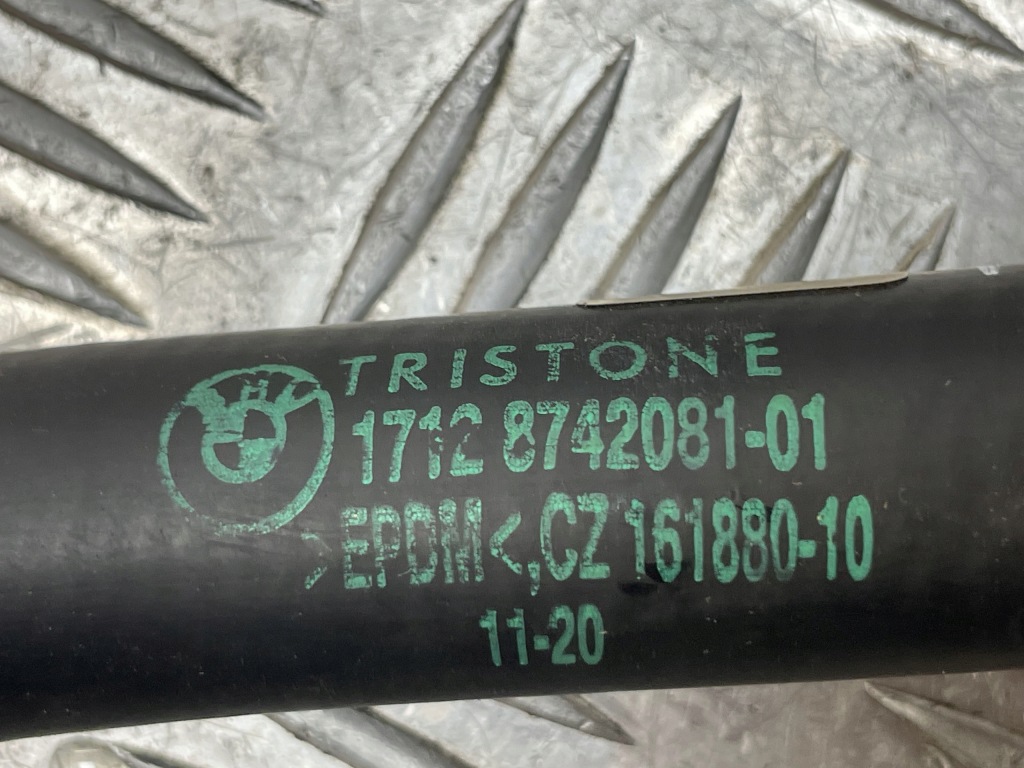 TRISTONE
1712 8742081-01
>EPDM<,CZ 161880-10
11-20